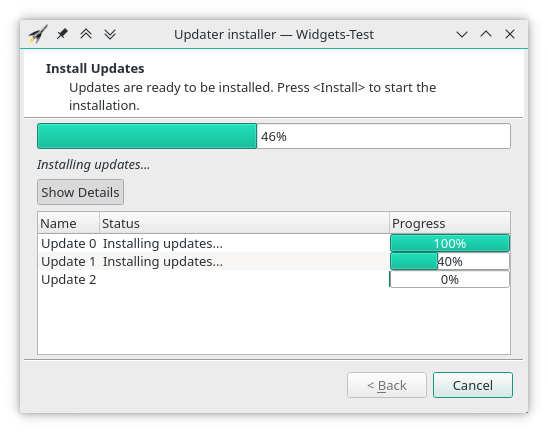 Updater installer — Widgets-Test
Install Updates
Updates are ready to be installed. Press <Install> to start the
installation.
46%
Installing updates...
Show Details
Name Status Progress
Update 0 Installing updates... 100%
Update 1 Installing updates... 40%
Update 2 0%
< Back Cancel